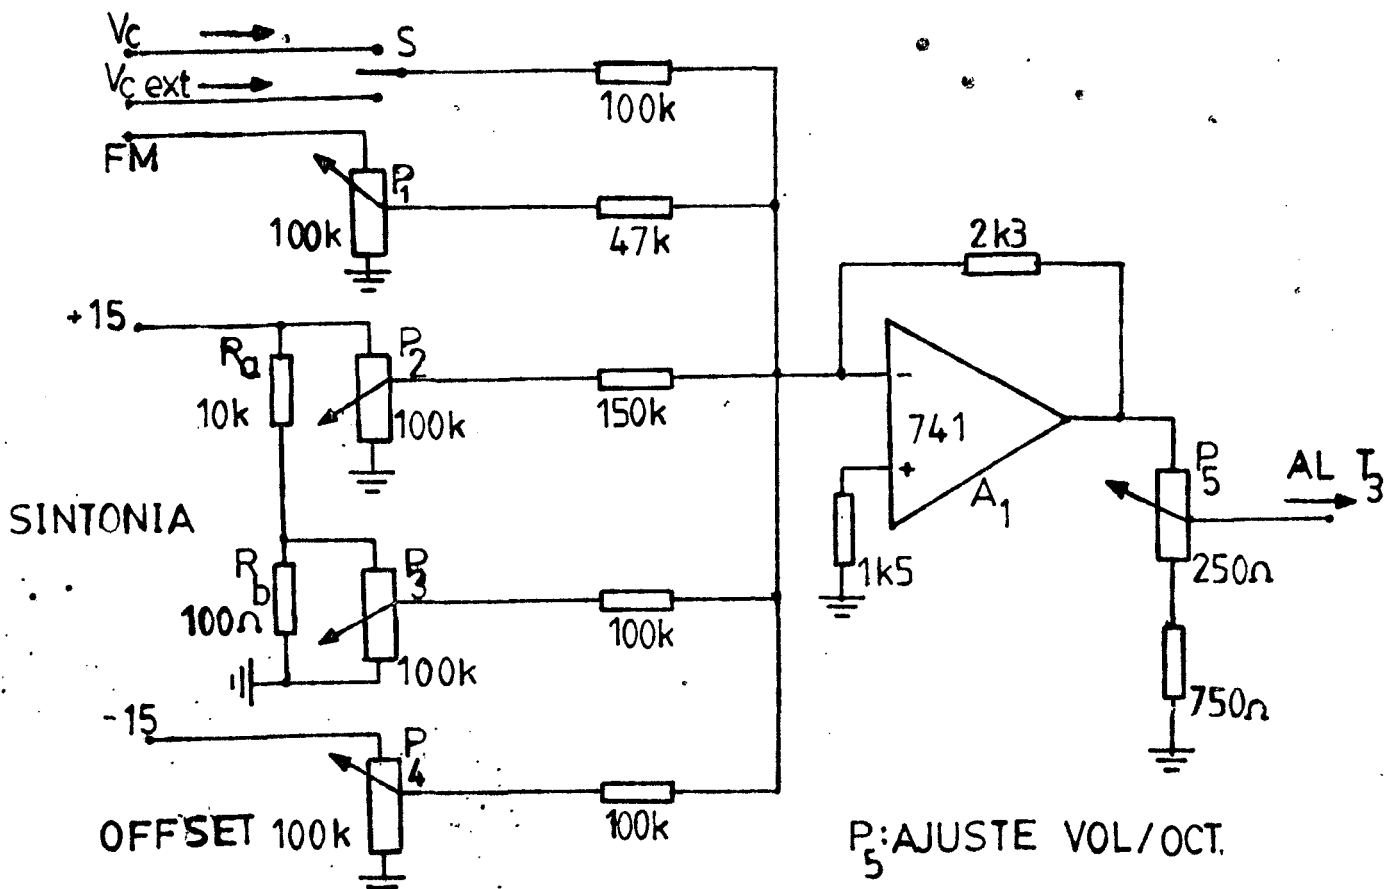 Vc
S
Vc ext
100k
FM
P1
100k
47k
2k3
+15
Ra
P2
10k
100k
150k
-
741
+
A1
P5
AL T3
SINTONIA
Rb
P3
100Ω
1k5
250Ω
100k
100k
750Ω
-15
P4
OFFSET 100k
100k
P5: AJUSTE VOL/OCT.